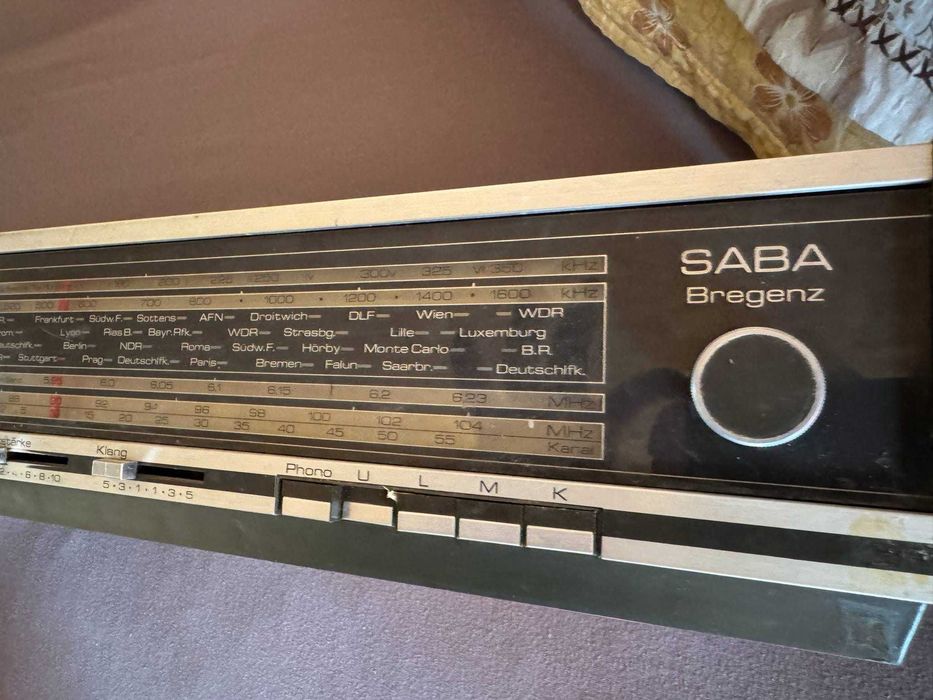 SABA
Bregenz
300 325 350 kHz
700 800 • 1000 • 1200 • 1400 • 1600 kHz
Frankfurt Südw.F. Sottens AFN Droitwich DLF Wien WDR
Lyon Rias B. Bayr.Rfk. WDR Strasbg. Lille Luxemburg
Berlin NDR Roma Südw.F. Hörby Monte Carlo B.R.
Stuttgart Prag Deutschlfk. Paris Bremen Falun Saarbr. Deutschlfk.
5,95 6,0 6,05 6,1 6,15 6,2 6,23 MHz
88 90 92 94 96 98 100 102 104 MHz
15 20 25 30 35 40 45 50 55 Kanal
Klang
5•3•1•1•3•5
Phono U L M K